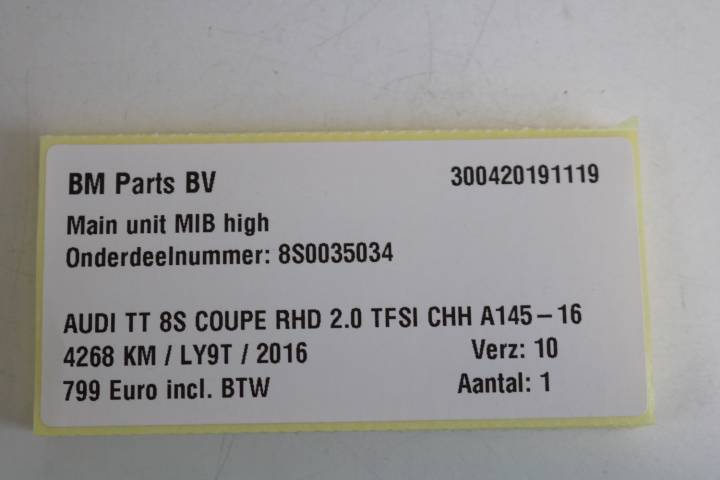 BM Parts BV 300420191119
Main unit MIB high
Onderdeelnummer: 8S0035034
AUDI TT 8S COUPE RHD 2.0 TFSI CHH A145-16
4268 KM / LY9T / 2016 Verz: 10
799 Euro incl. BTW Aantal: 1